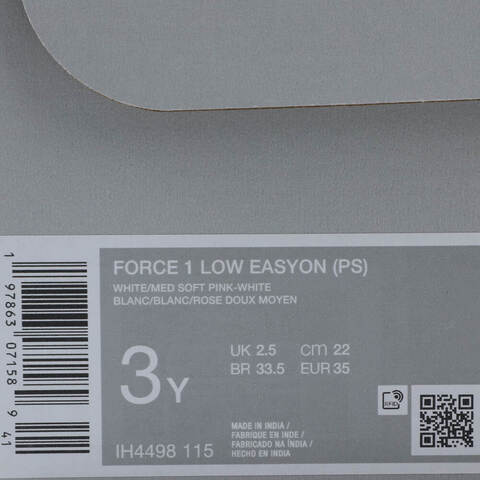 FORCE 1 LOW EASYON (PS)
WHITE/MED SOFT PINK-WHITE
BLANC/BLANC/ROSE DOUX MOYEN
3Y
UK 2.5 cm 22
BR 33.5 EUR 35
RFID
MADE IN INDIA/
FABRIQUE EN INDE/
FABRICADO NA ÍNDIA/
HECHO EN INDIA
IH4498 115
1 97863 07158 9 41